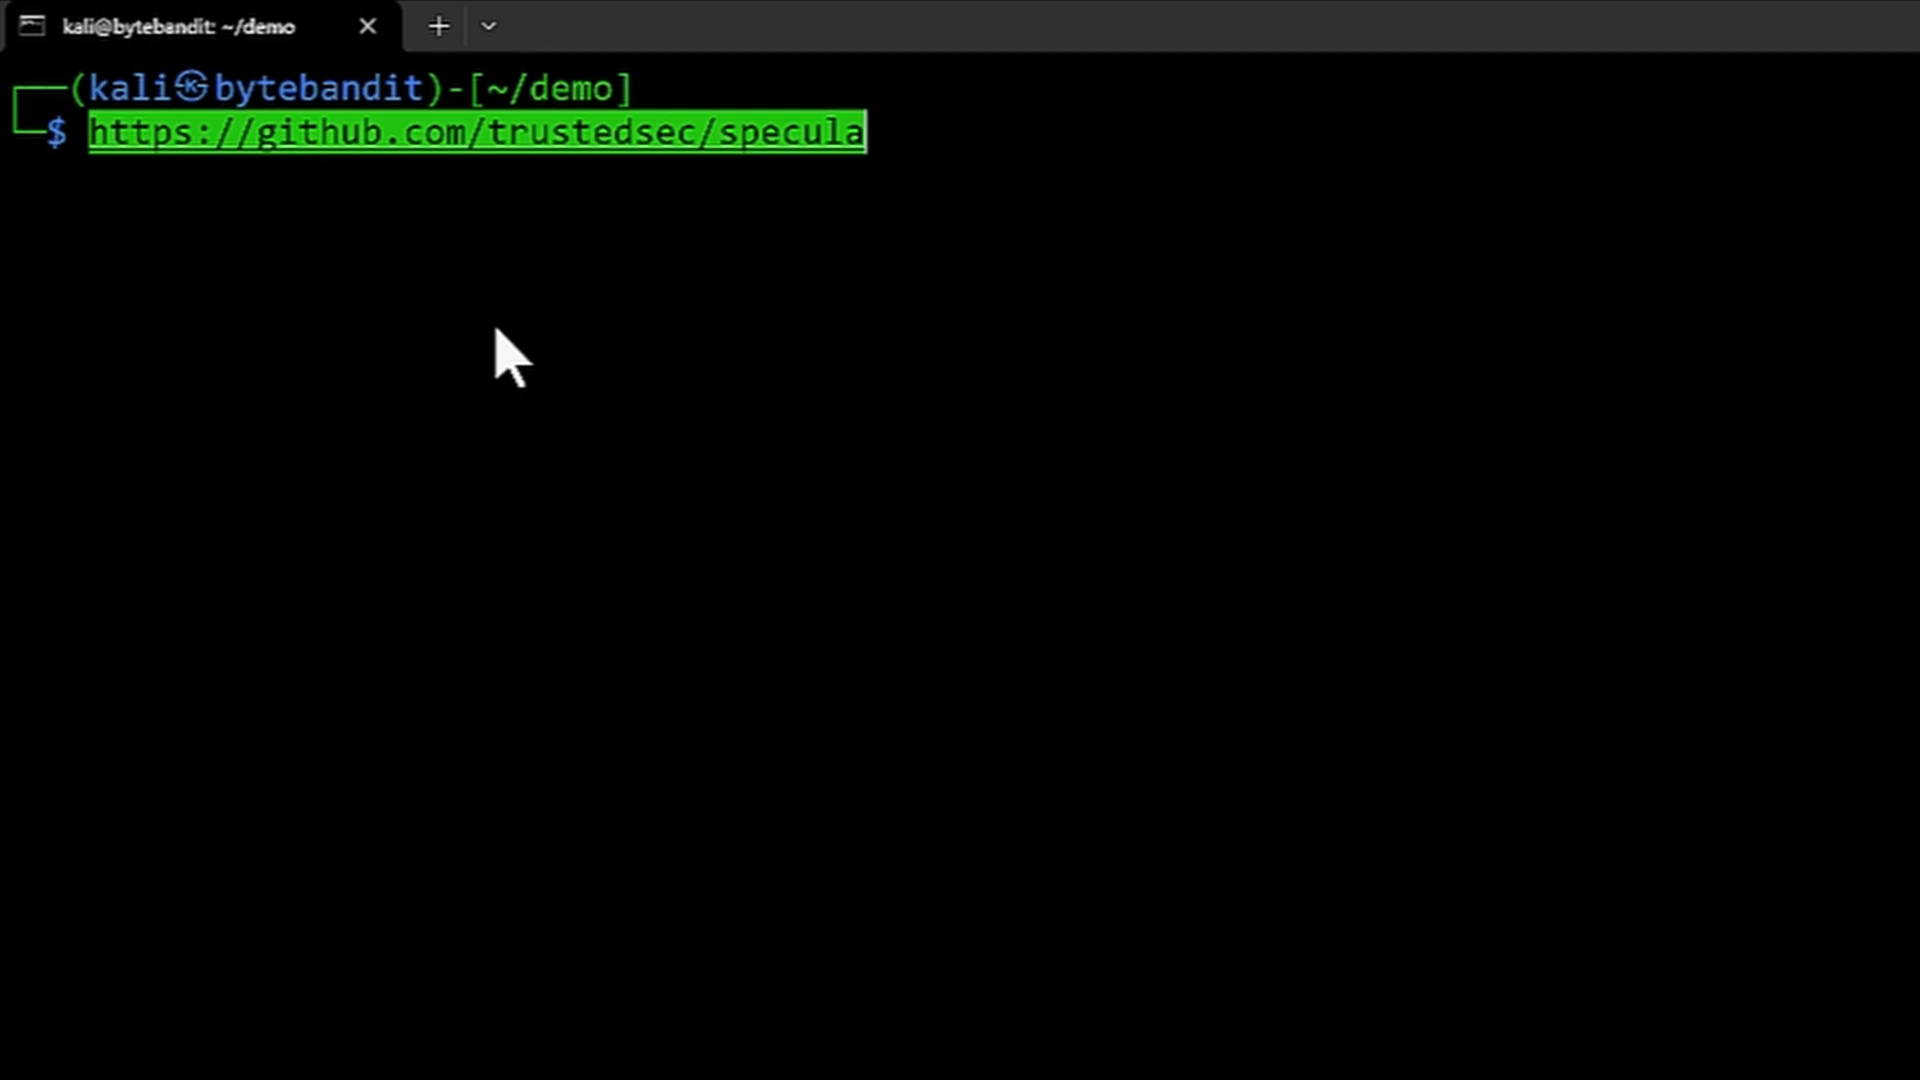 kali@bytebandit: ~/demo
(kali㉿bytebandit)-[~/demo]
$ https://github.com/trustedsec/specula